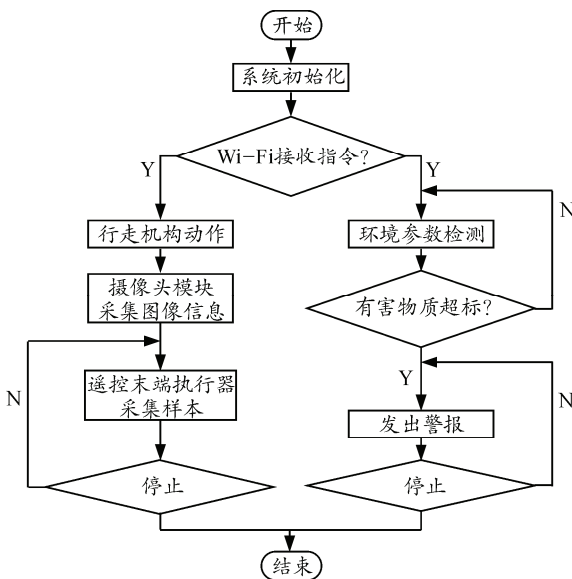 开始
系统初始化
Wi-Fi接收指令?
Y
Y
行走机构动作
环境参数检测
N
摄像头模块
采集图像信息
有害物质超标?
N
遥控末端执行器
采集样本
Y
N
发出警报
停止
停止
结束